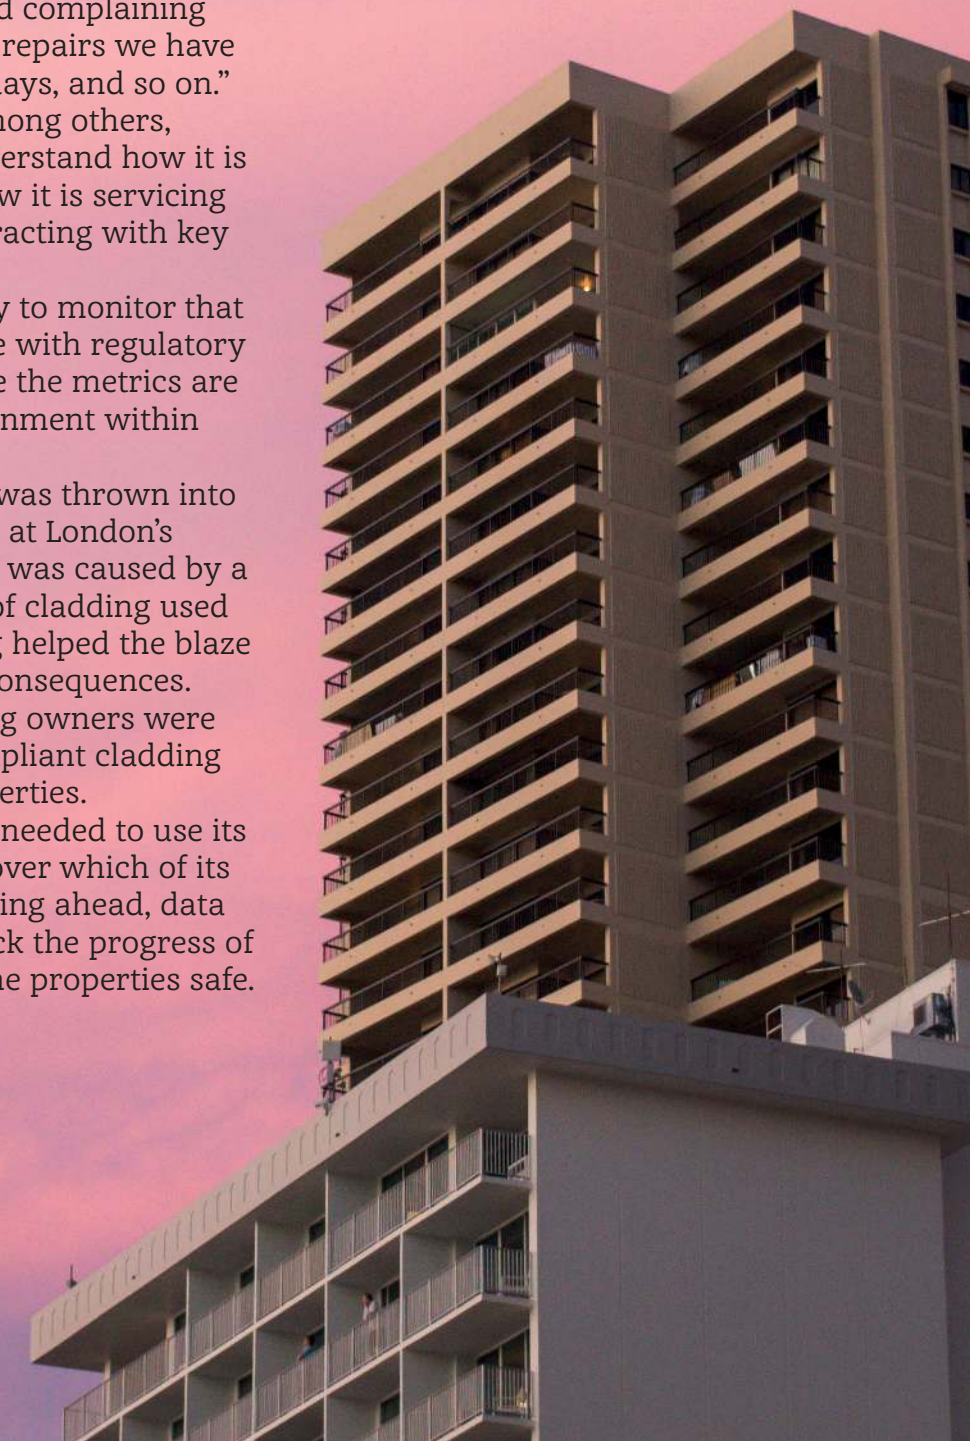 d complaining
repairs we have
ays, and so on.”
ong others,
erstand how it is
w it is servicing
racting with key
y to monitor that
e with regulatory
e the metrics are
nment within
was thrown into
at London’s
was caused by a
of cladding used
g helped the blaze
onsequences.
g owners were
pliant cladding
erties.
needed to use its
over which of its
ing ahead, data
ck the progress of
ne properties safe.